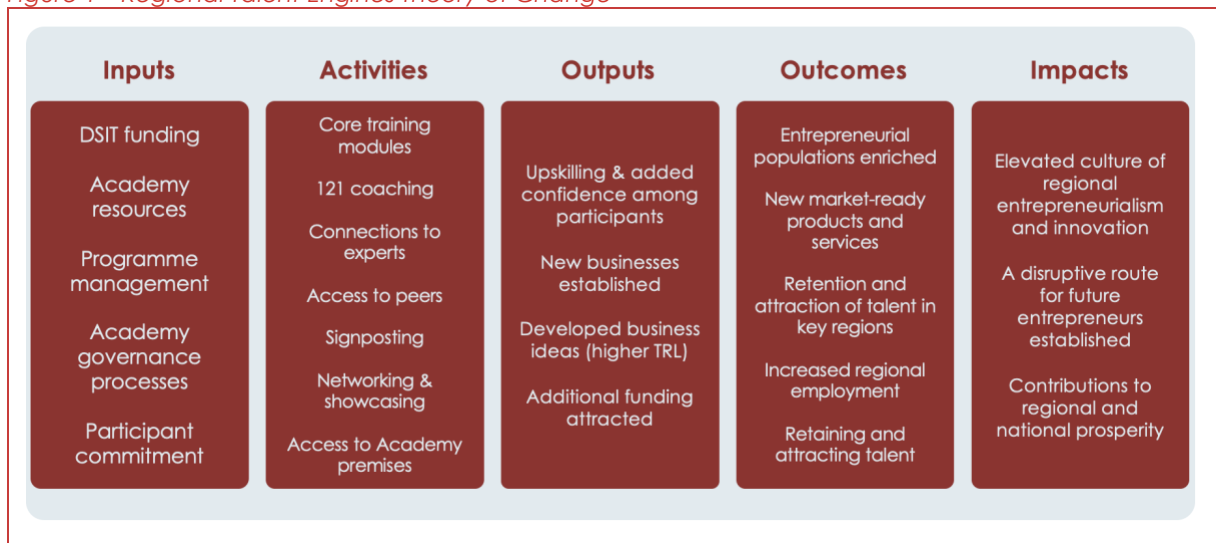 Inputs
DSIT funding
Academy
resources
Programme
management
Academy
governance
processes
Participant
commitment
Activities
Core training
modules
121 coaching
Connections to
experts
Access to peers
Signposting
Networking &
showcasing
Access to Academy
premises
Outputs
Upskilling & added
confidence among
participants
New businesses
established
Developed business
ideas (higher TRL)
Additional funding
attracted
Outcomes
Entrepreneurial
populations enriched
New market-ready
products and
services
Retention and
attraction of talent in
key regions
Increased regional
employment
Retaining and
attracting talent
Impacts
Elevated culture of
regional
entrepreneurialism
and innovation
A disruptive route
for future
entrepreneurs
established
Contributions to
regional and
national prosperity